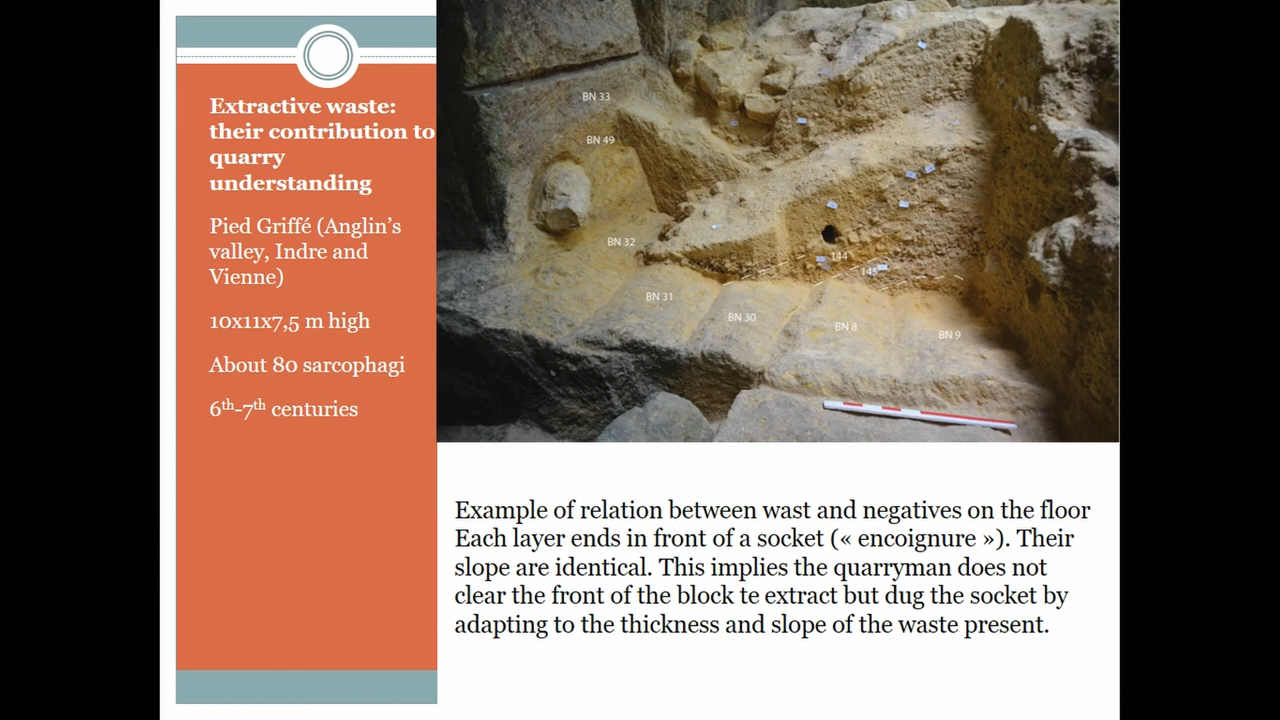 Extractive waste:
their contribution to
quarry
understanding
Pied Griffé (Anglin's
valley, Indre and
Vienne)
10x11x7,5 m high
About 80 sarcophagi
6th-7th centuries
BN 33
BN 49
BN 32
144
145
BN 31
BN 30
BN 8
BN 9
Example of relation between wast and negatives on the floor
Each layer ends in front of a socket (« encoignure »). Their
slope are identical. This implies the quarryman does not
clear the front of the block te extract but dug the socket by
adapting to the thickness and slope of the waste present.